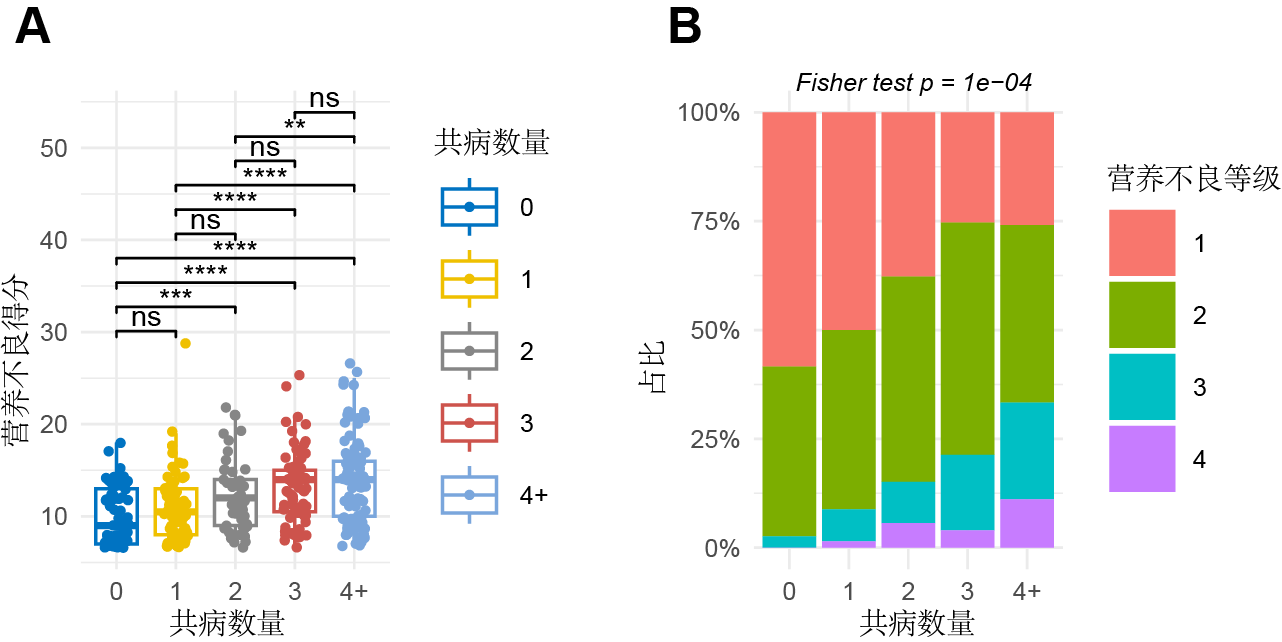 A
ns
**
ns
****
****
ns
****
****
***
ns
50
40
30
20
10
营养不良得分
0
1
2
3
4+
共病数量
共病数量
0
1
2
3
4+
B
Fisher test p = 1e−04
100%
75%
50%
25%
0%
占比
0
1
2
3
4+
共病数量
营养不良等级
1
2
3
4